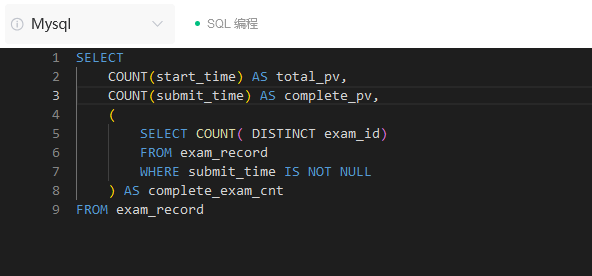 Mysql
SQL 编程
1 SELECT
2 COUNT(start_time) AS total_pv,
3 COUNT(submit_time) AS complete_pv,
4 (
5 SELECT COUNT( DISTINCT exam_id)
6 FROM exam_record
7 WHERE submit_time IS NOT NULL
8 ) AS complete_exam_cnt
9 FROM exam_record